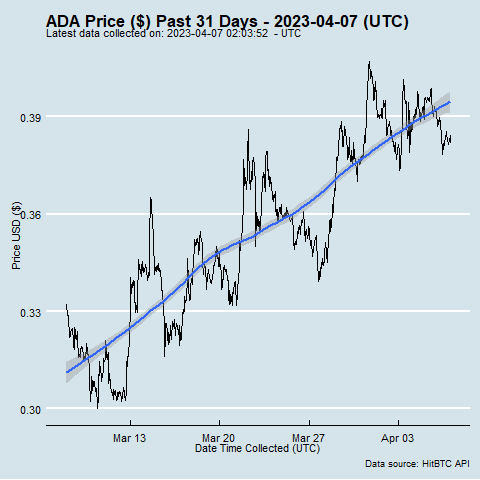 ADA Price ($) Past 31 Days - 2023-04-07 (UTC)
Latest data collected on: 2023-04-07 02:03:52 - UTC
0.39
0.36
0.33
0.30
Price USD ($)
Mar 13
Mar 20
Mar 27
Apr 03
Date Time Collected (UTC)
Data source: HitBTC API